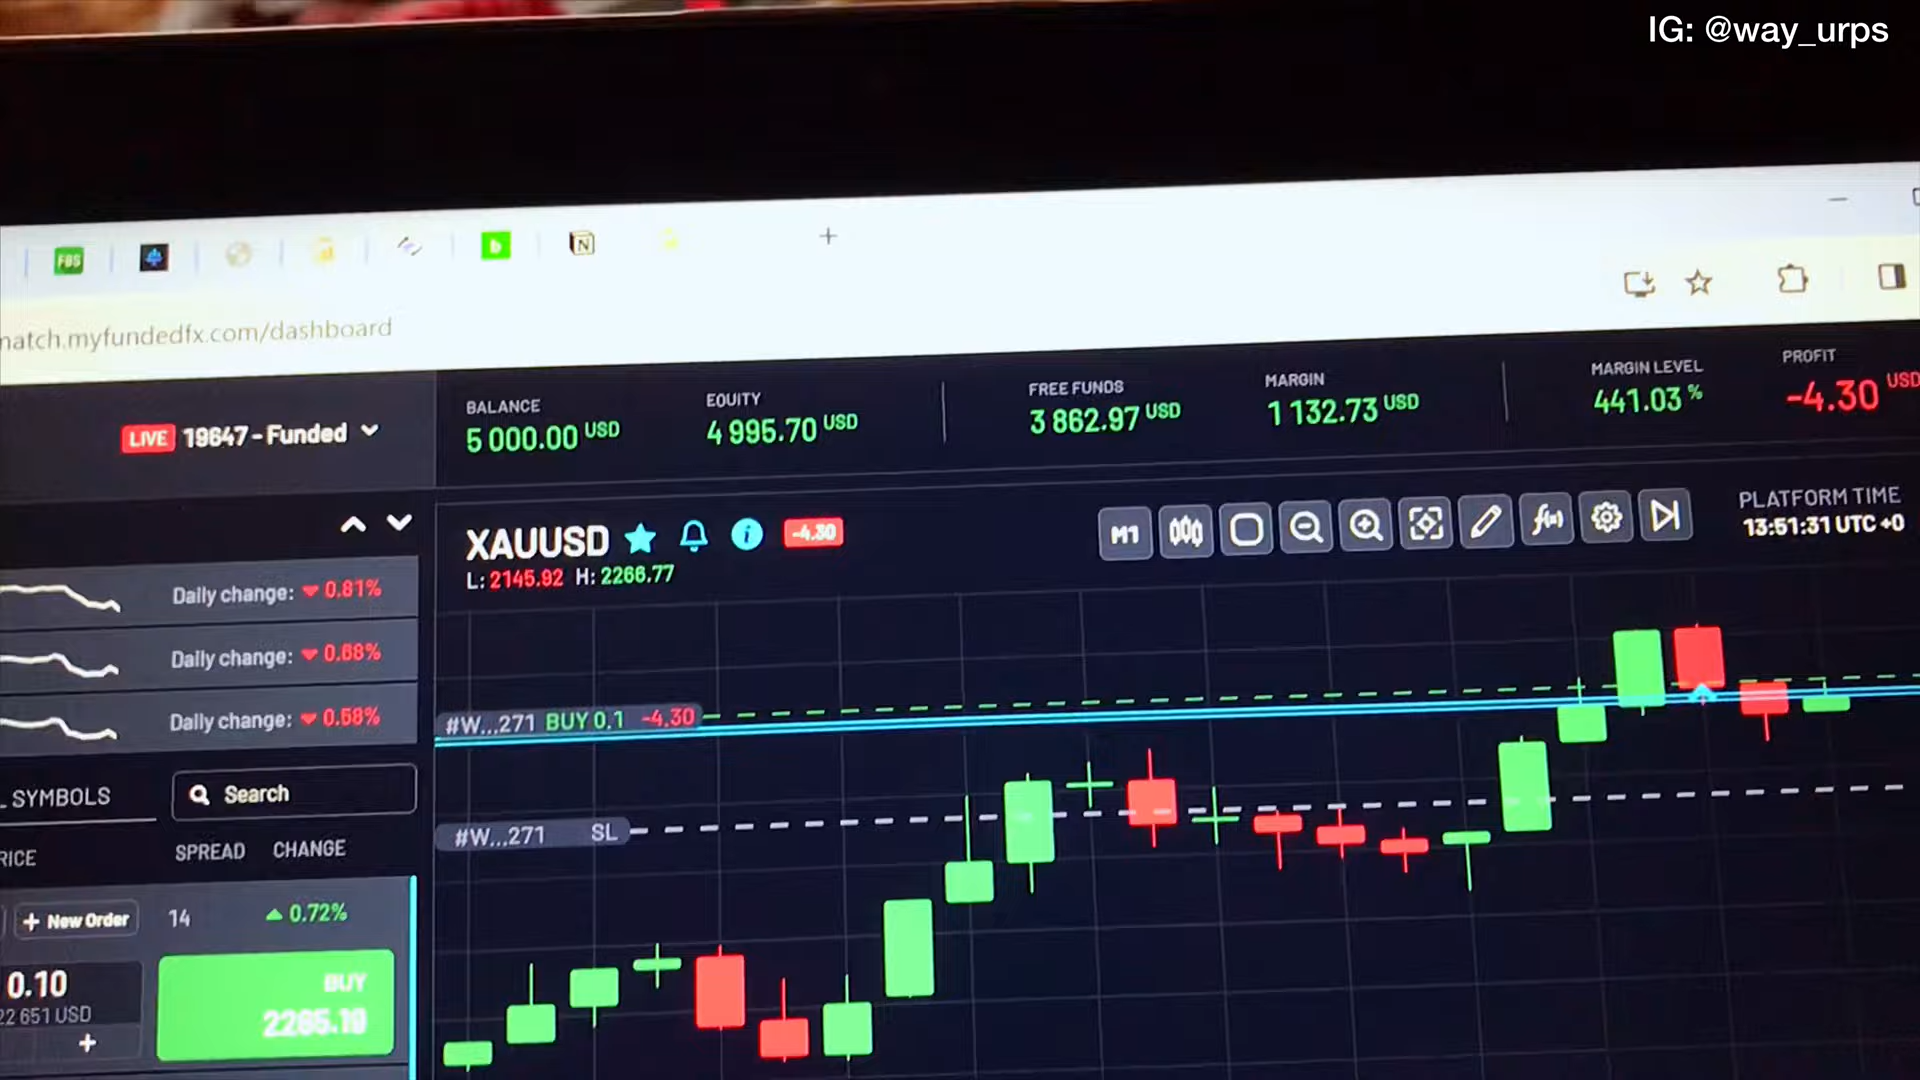 IG: @way_urps
FBS
b
N
match.myfundedfx.com/dashboard
LIVE 19647 - Funded
BALANCE
5 000.00 USD
EQUITY
4 995.70 USD
FREE FUNDS
3 862.97 USD
MARGIN
1 132.73 USD
MARGIN LEVEL
441.03 %
PROFIT
-4.30 USD
XAUUSD
-4.30
L: 2145.92 H: 2266.77
M1
f(x)
PLATFORM TIME
13:51:31 UTC +0
Daily change: 0.81%
Daily change: 0.68%
Daily change: 0.58%
#W...271 BUY 0.1 -4.30
#W...271 SL
SYMBOLS
Search
SPREAD
CHANGE
+ New Order
14
0.72%
0.10
22 651 USD
+
BUY
2265.19